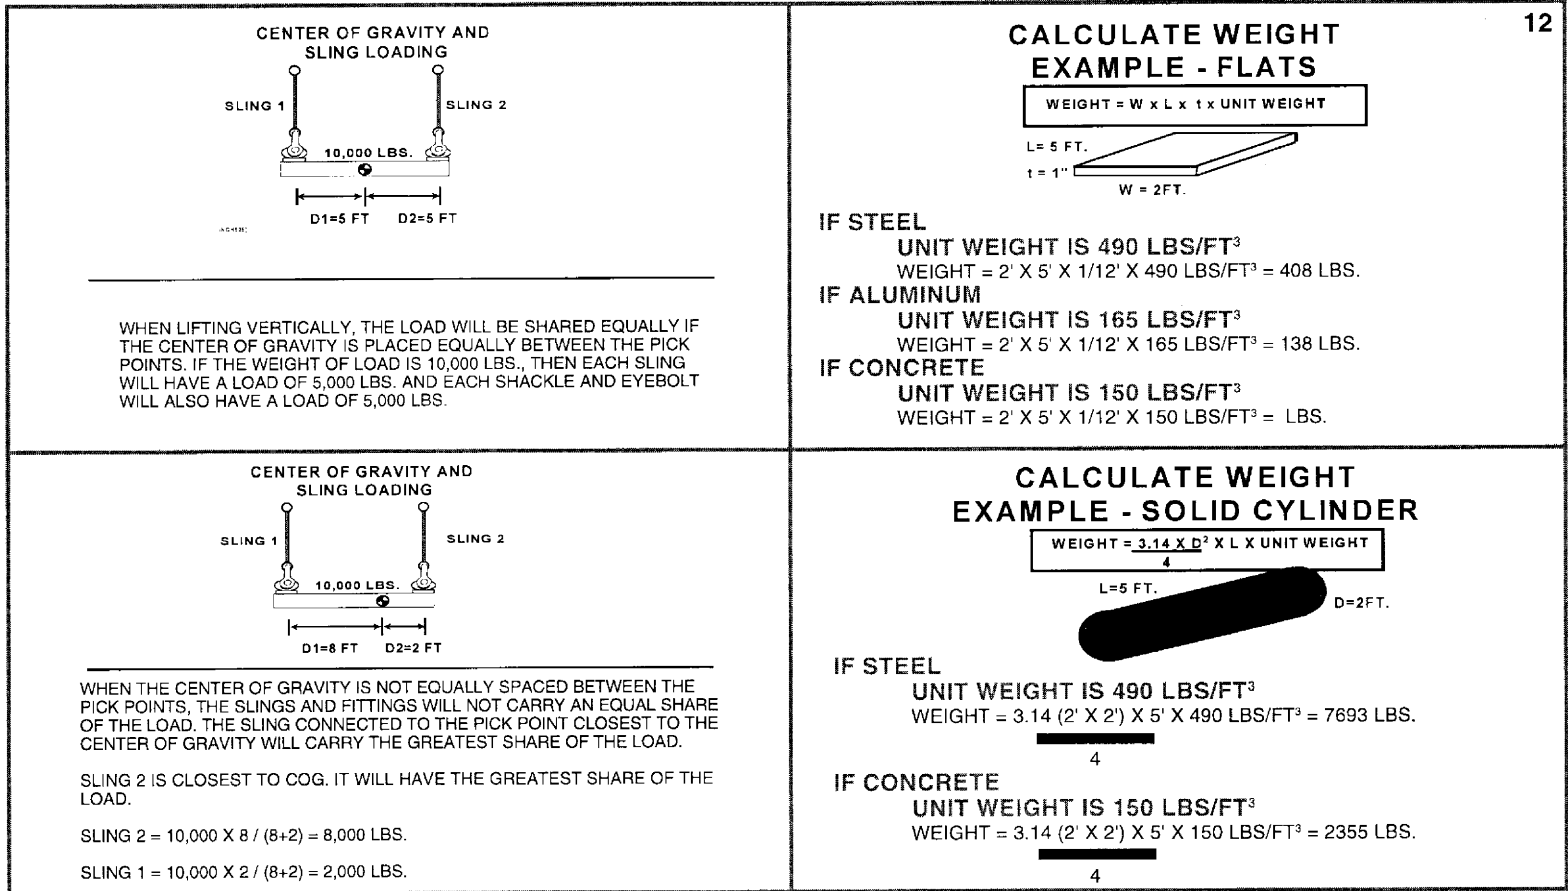 12
CENTER OF GRAVITY AND
SLING LOADING
SLING 1
SLING 2
10,000 LBS.
D1=5 FT D2=5 FT
WHEN LIFTING VERTICALLY, THE LOAD WILL BE SHARED EQUALLY IF
THE CENTER OF GRAVITY IS PLACED EQUALLY BETWEEN THE PICK
POINTS. IF THE WEIGHT OF LOAD IS 10,000 LBS., THEN EACH SLING
WILL HAVE A LOAD OF 5,000 LBS. AND EACH SHACKLE AND EYEBOLT
WILL ALSO HAVE A LOAD OF 5,000 LBS.
CALCULATE WEIGHT
EXAMPLE - FLATS
WEIGHT = W x L x t x UNIT WEIGHT
L= 5 FT.
t = 1"
W = 2FT.
IF STEEL
UNIT WEIGHT IS 490 LBS/FT³
WEIGHT = 2' X 5' X 1/12' X 490 LBS/FT³ = 408 LBS.
IF ALUMINUM
UNIT WEIGHT IS 165 LBS/FT³
WEIGHT = 2' X 5' X 1/12' X 165 LBS/FT³ = 138 LBS.
IF CONCRETE
UNIT WEIGHT IS 150 LBS/FT³
WEIGHT = 2' X 5' X 1/12' X 150 LBS/FT³ = LBS.
CENTER OF GRAVITY AND
SLING LOADING
SLING 1
SLING 2
10,000 LBS.
D1=8 FT D2=2 FT
WHEN THE CENTER OF GRAVITY IS NOT EQUALLY SPACED BETWEEN THE
PICK POINTS, THE SLINGS AND FITTINGS WILL NOT CARRY AN EQUAL SHARE
OF THE LOAD. THE SLING CONNECTED TO THE PICK POINT CLOSEST TO THE
CENTER OF GRAVITY WILL CARRY THE GREATEST SHARE OF THE LOAD.
SLING 2 IS CLOSEST TO COG. IT WILL HAVE THE GREATEST SHARE OF THE
LOAD.
SLING 2 = 10,000 X 8 / (8+2) = 8,000 LBS.
SLING 1 = 10,000 X 2 / (8+2) = 2,000 LBS.
CALCULATE WEIGHT
EXAMPLE - SOLID CYLINDER
WEIGHT = 3.14 X D² X L X UNIT WEIGHT
4
L=5 FT.
D=2FT.
IF STEEL
UNIT WEIGHT IS 490 LBS/FT³
WEIGHT = 3.14 (2' X 2') X 5' X 490 LBS/FT³ = 7693 LBS.
4
IF CONCRETE
UNIT WEIGHT IS 150 LBS/FT³
WEIGHT = 3.14 (2' X 2') X 5' X 150 LBS/FT³ = 2355 LBS.
4